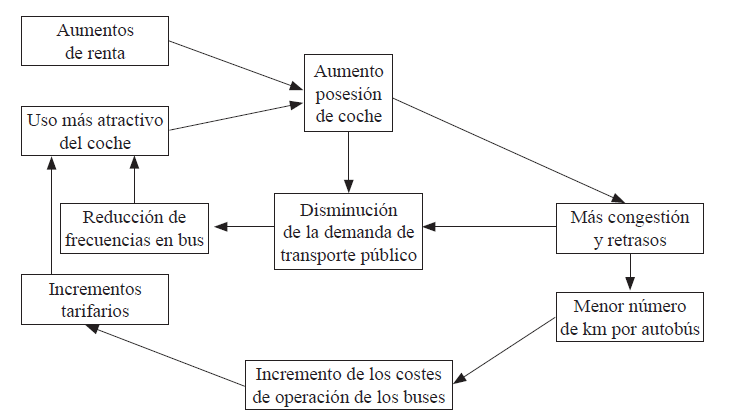 Aumentos
de renta
Aumento
posesión
de coche
Uso más atractivo
del coche
Reducción de
frecuencias en bus
Disminución
de la demanda de
transporte público
Más congestión
y retrasos
Incrementos
tarifarios
Menor número
de km por autobús
Incremento de los costes
de operación de los buses